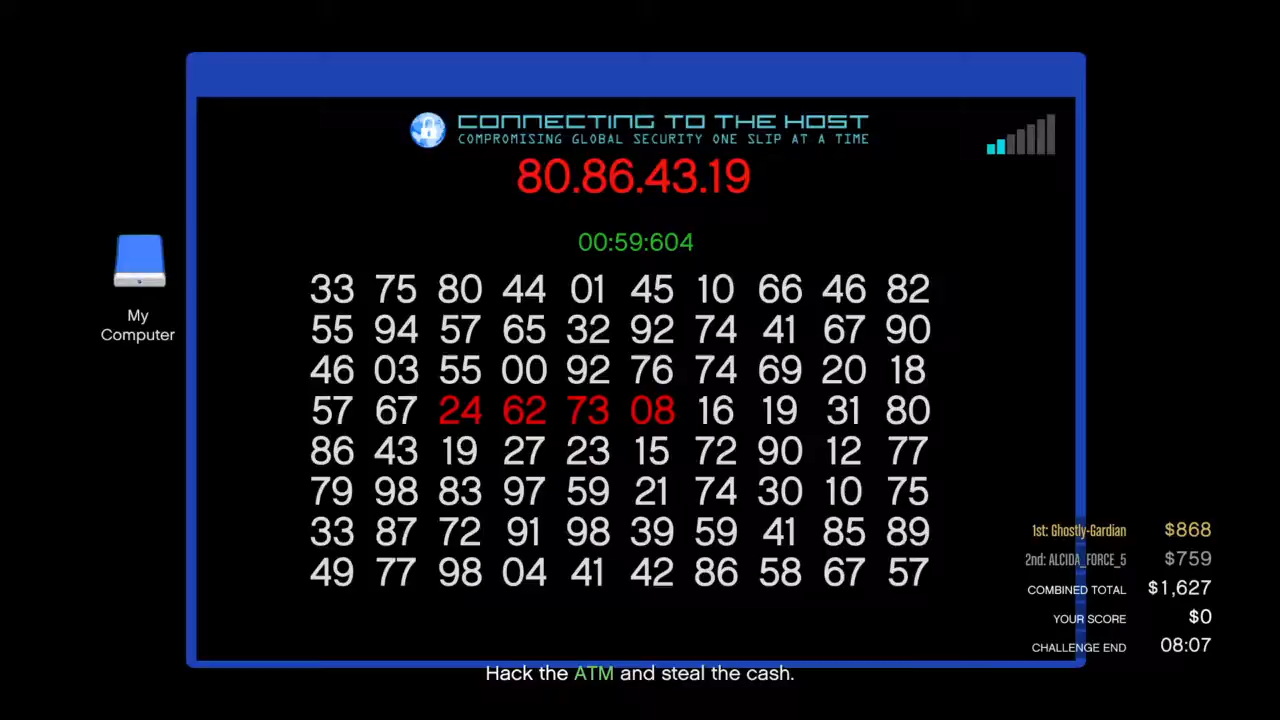 CONNECTING TO THE HOST
COMPROMISING GLOBAL SECURITY ONE SLIP AT A TIME
80.86.43.19
00:59:604
33 75 80 44 01 45 10 66 46 82
55 94 57 65 32 92 74 41 67 90
My
Computer
46 03 55 00 92 76 74 69 20 18
57 67 24 62 73 08 16 19 31 80
86 43 19 27 23 15 72 90 12 77
79 98 83 97 59 21 74 30 10 75
33 87 72 91 98 39 59 41 85 89
49 77 98 04 41 42 86 58 67 57
1st: Ghostly-Gardian $868
2nd: ALCIDA_FORCE_5 $759
COMBINED TOTAL $1,627
YOUR SCORE $0
CHALLENGE END 08:07
Hack the ATM and steal the cash.